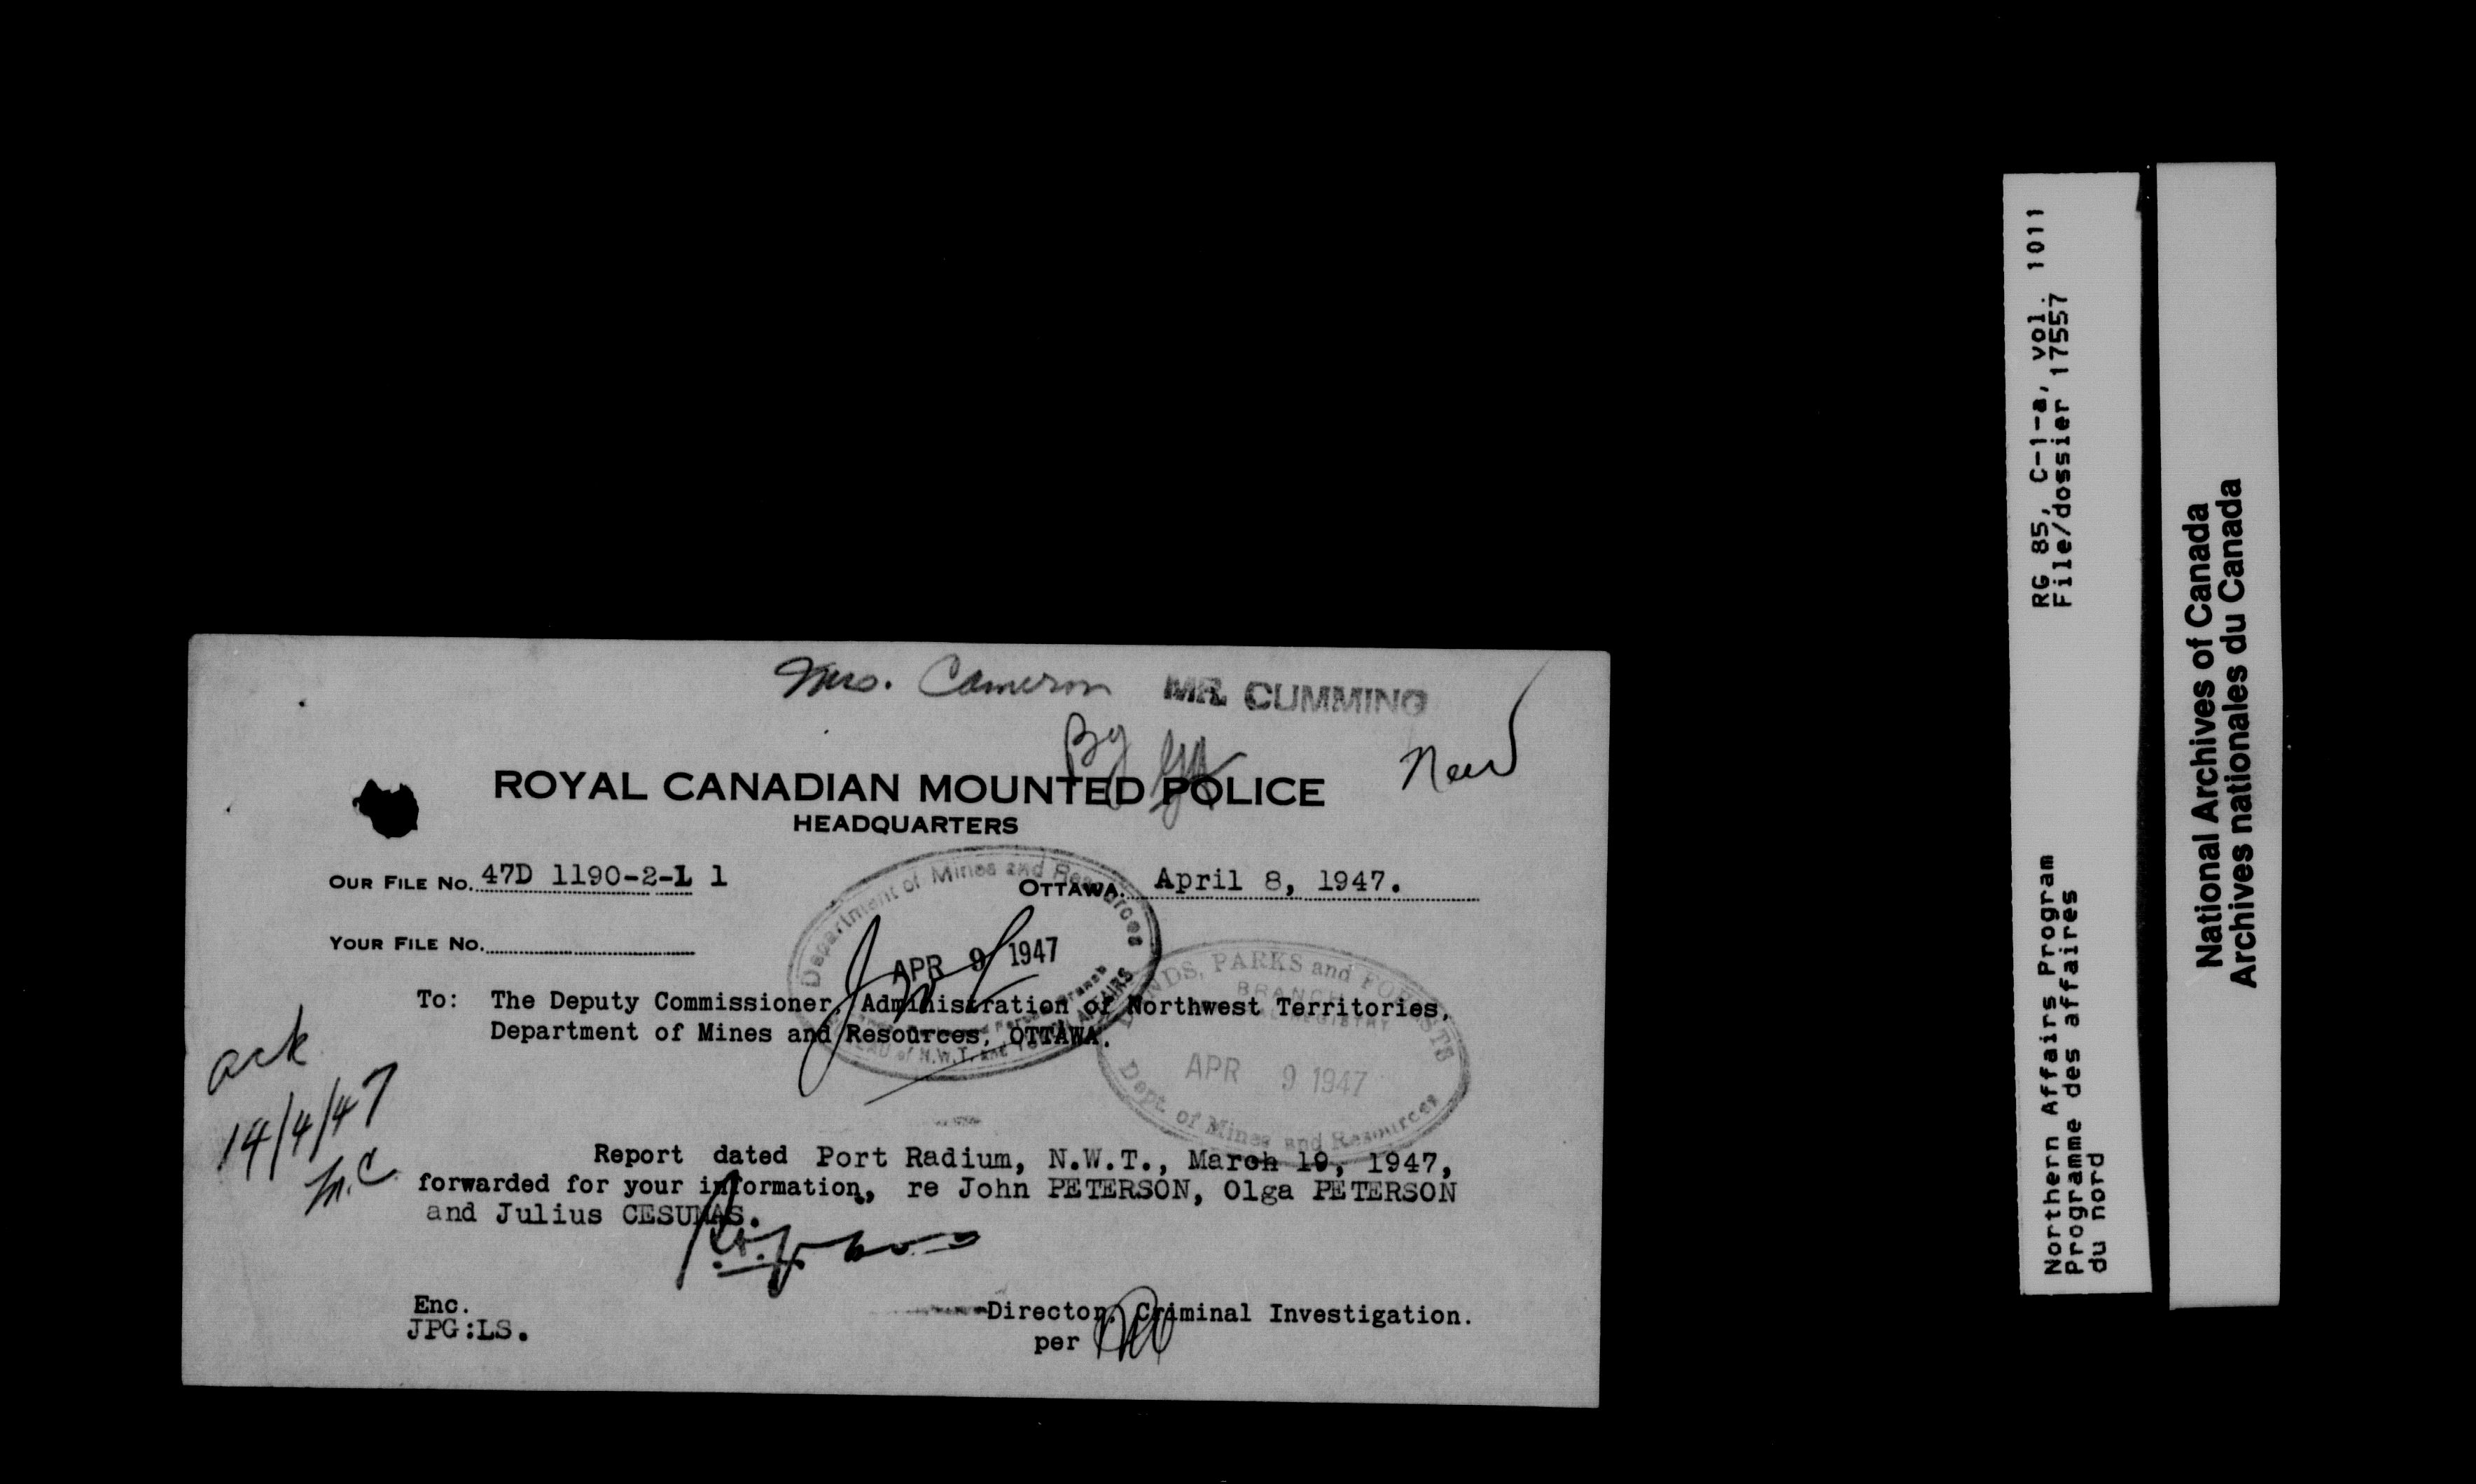 Mrs. Cameron MR. CUMMING
By
New
ROYAL CANADIAN MOUNTED POLICE
HEADQUARTERS
OUR FILE NO. 47D 1190-2-L 1
OTTAWA. April 8, 1947.
YOUR FILE NO.
Department of Mines and Resources
APR 9 1947
To: The Deputy Commissioner, Administration of Northwest Territories,
Department of Mines and Resources, OTTAWA.
LANDS, PARKS and FORESTS
BRANCH
REGISTRY
APR 9 1947
Dept. of Mines and Resources
ack
14/4/47
M.C.
Report dated Port Radium, N.W.T., March 19, 1947,
forwarded for your information, re John PETERSON, Olga PETERSON
and Julius CESUNAS.
Enc.
JPG:LS.
Director, Criminal Investigation.
per
RG 85, C-1-a, vol. 1011
File/dossier 17557
Northern Affairs Program
Programme des affaires
du nord
National Archives of Canada
Archives nationales du Canada